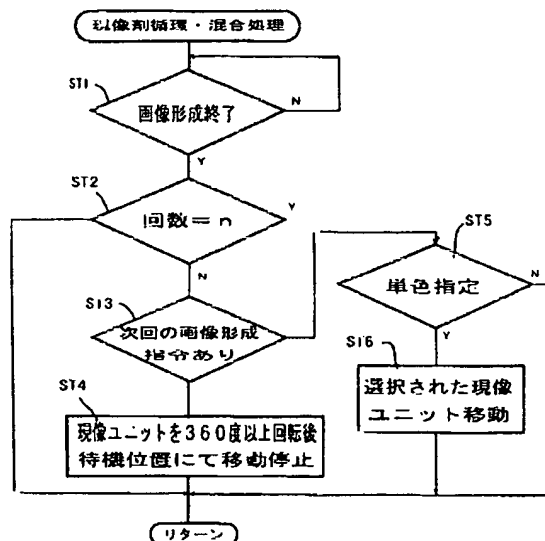 現像剤循環・混合処理
ST1
画像形成終了
N
Y
ST2
回数=n
Y
N
ST3
次回の画像形成
指令あり
ST4
現像ユニットを360度以上回転後
待機位置にて移動停止
ST5
単色指定
N
Y
ST6
選択された現像
ユニット移動
リターン